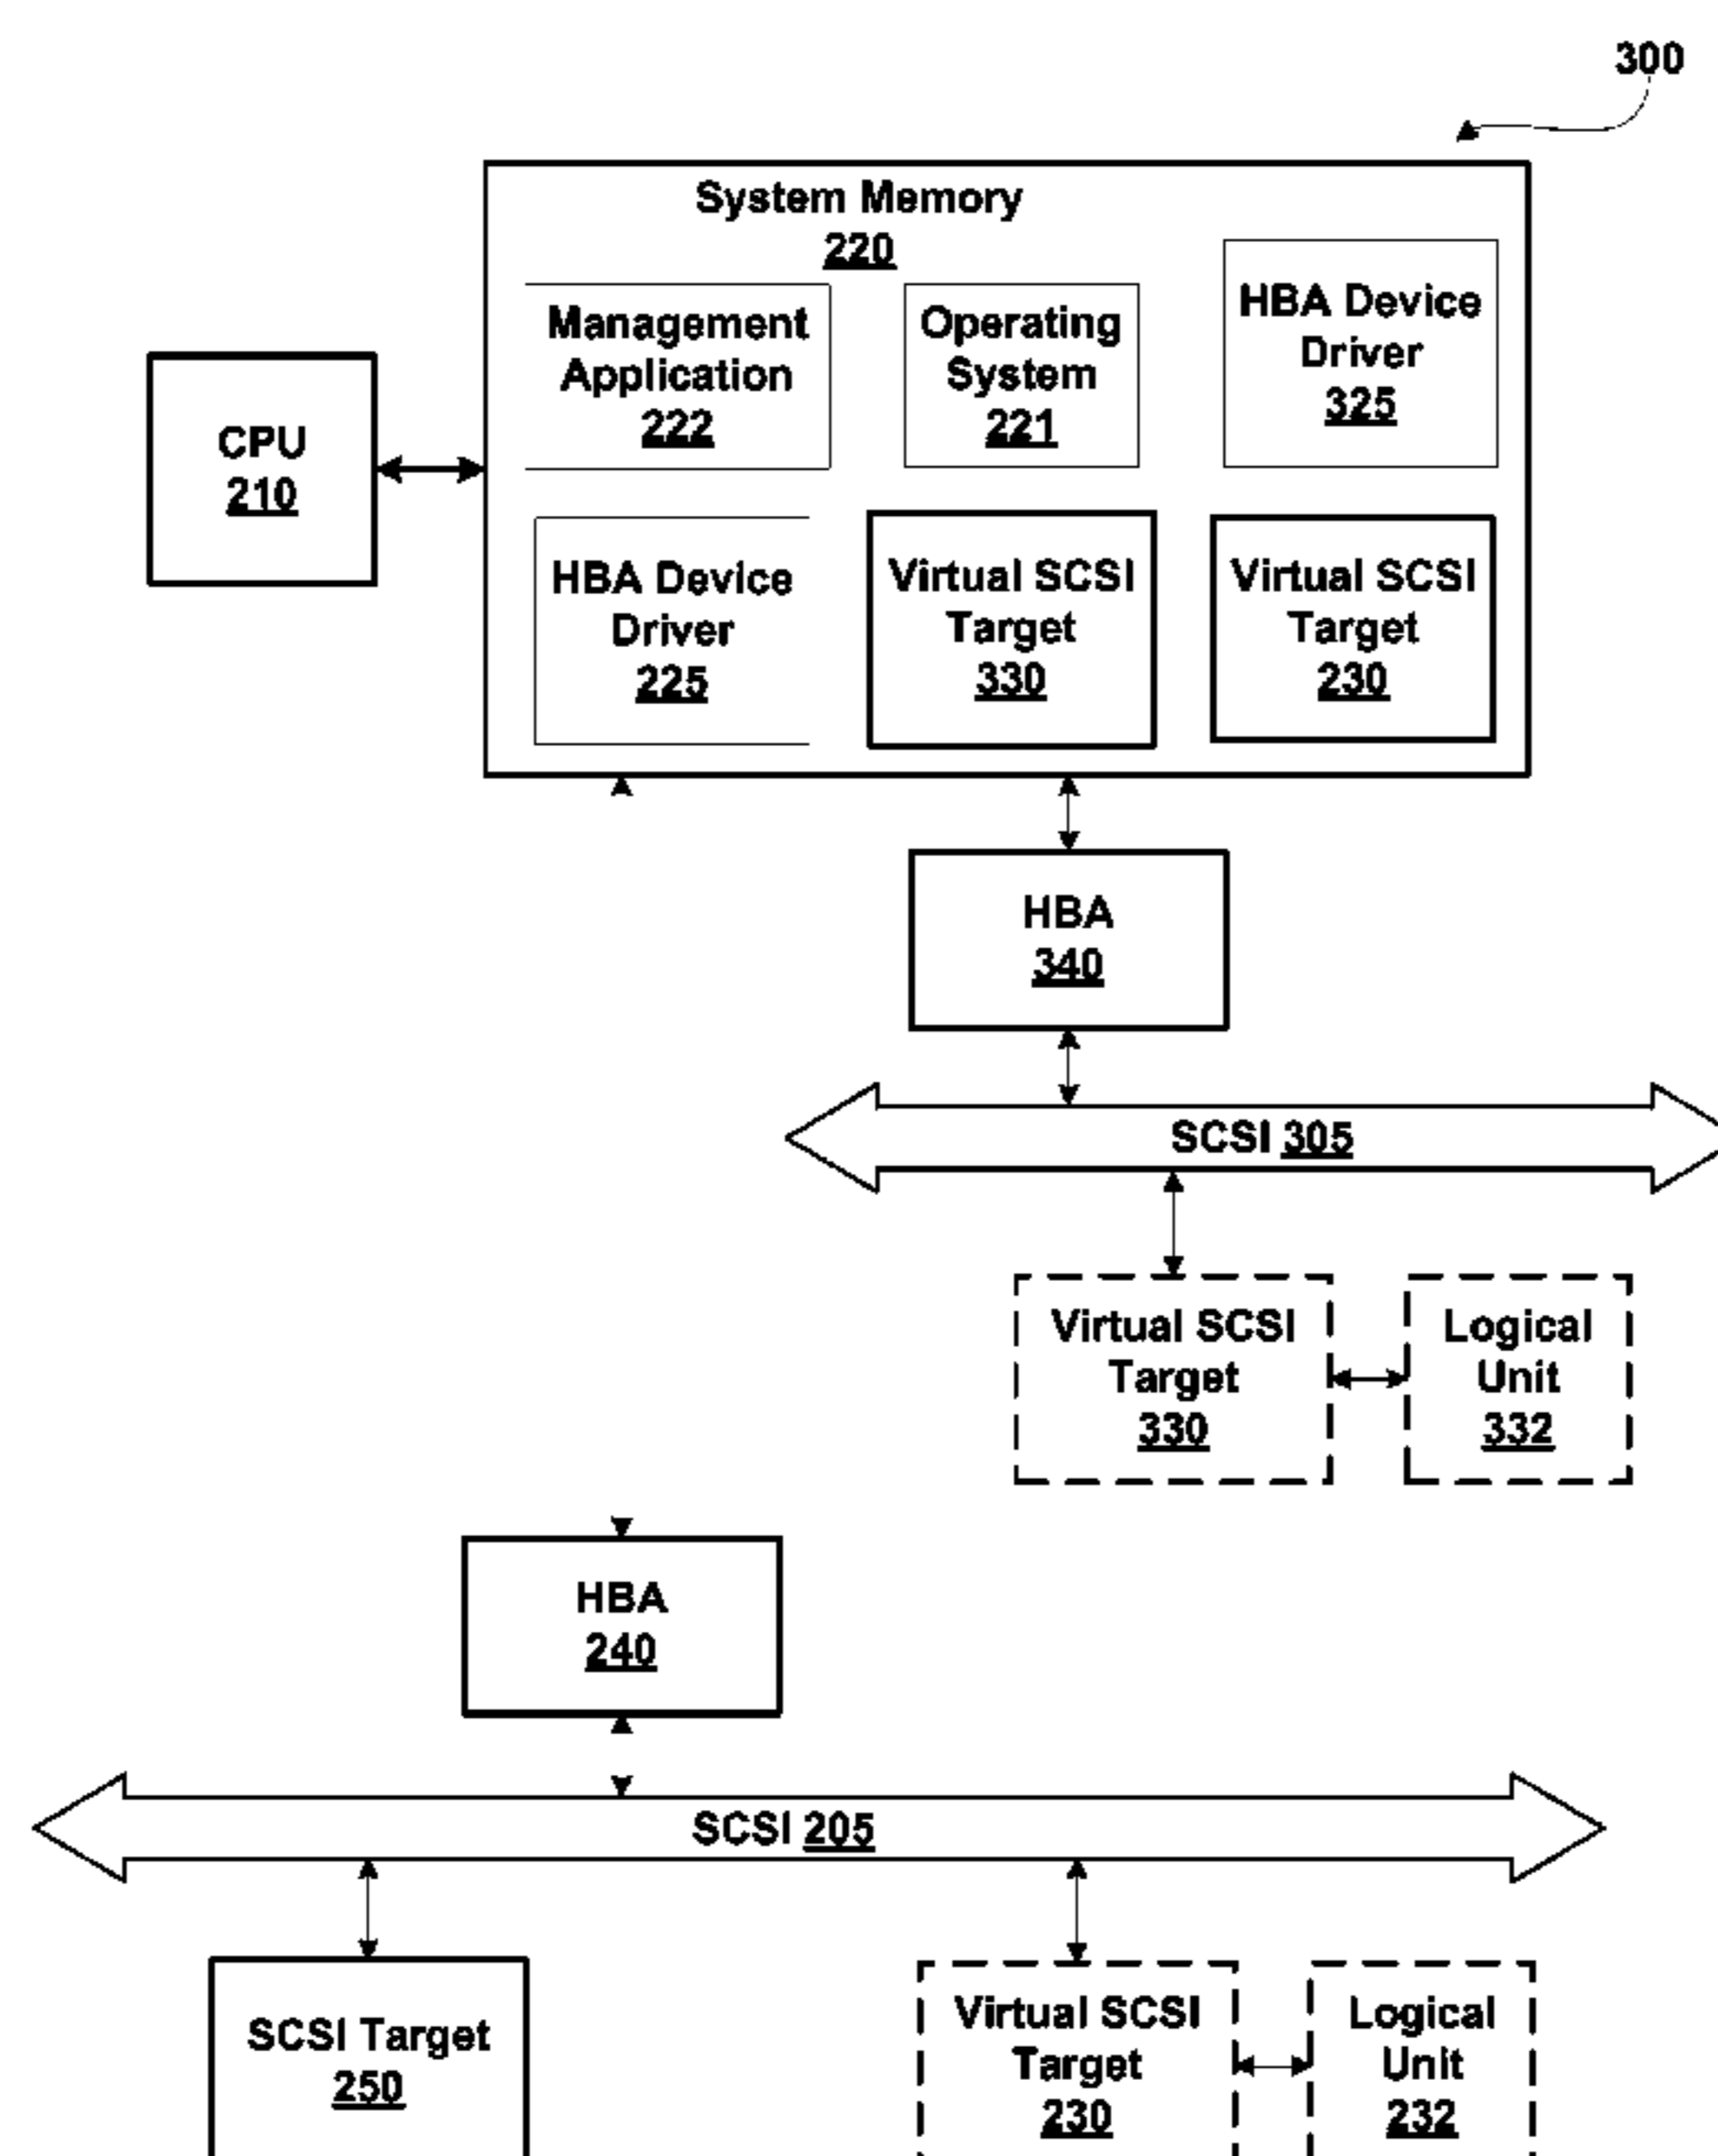 300
System Memory
220
Management
Application
222
Operating
System
221
HBA Device
Driver
325
CPU
210
HBA Device
Driver
225
Virtual SCSI
Target
330
Virtual SCSI
Target
230
HBA
340
SCSI 305
Virtual SCSI
Target
330
Logical
Unit
332
HBA
240
SCSI 205
SCSI Target
250
Virtual SCSI
Target
230
Logical
Unit
232